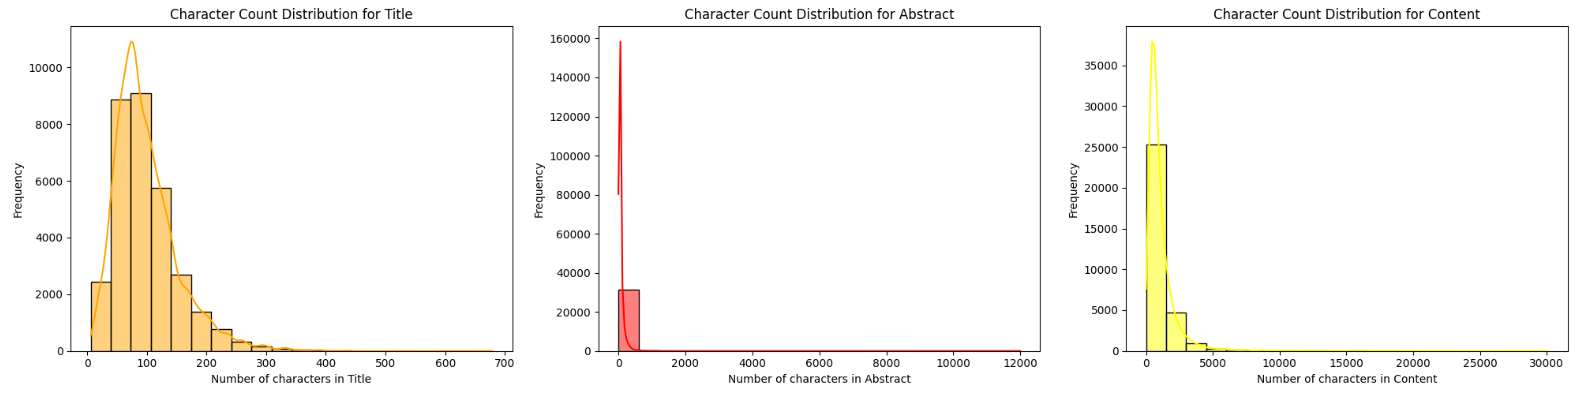 Character Count Distribution for Title
10000
8000
6000
4000
2000
0
Frequency
0 100 200 300 400 500 600 700
Number of characters in Title
Character Count Distribution for Abstract
160000
140000
120000
100000
80000
60000
40000
20000
0
Frequency
0 2000 4000 6000 8000 10000 12000
Number of characters in Abstract
Character Count Distribution for Content
35000
30000
25000
20000
15000
10000
5000
0
Frequency
0 5000 10000 15000 20000 25000 30000
Number of characters in Content